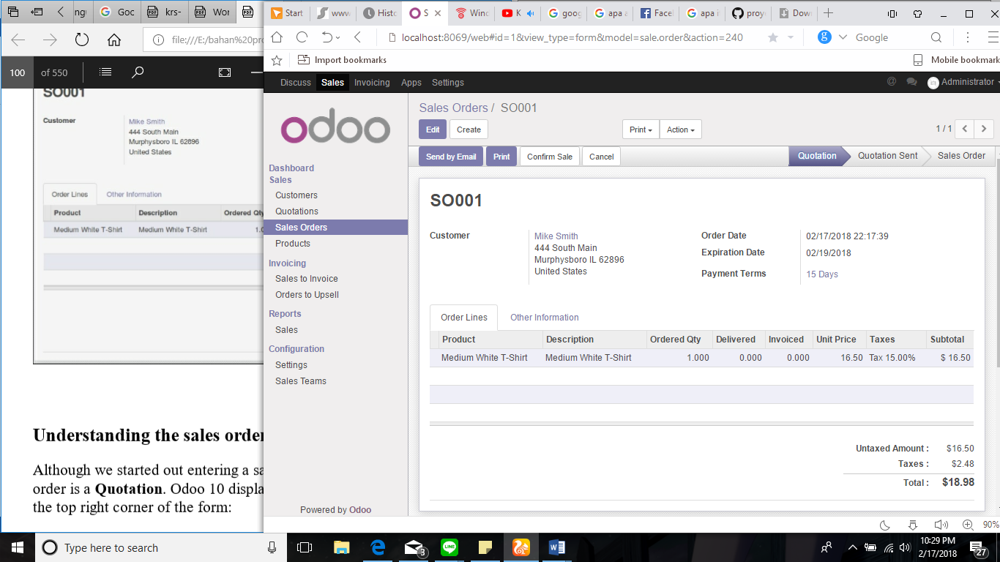 ng
Goc
krs-
Wor
file:///E:/bahan%20pro
100 of 550
SO001
Customer
Mike Smith
444 South Main
Murphysboro IL 62896
United States
Order Lines Other Information
Product Description Ordered Qty
Medium White T-Shirt Medium White T-Shirt 1.0
Understanding the sales order
Although we started out entering a sa
order is a Quotation. Odoo 10 displa
the top right corner of the form:
Start www Histo S Wind K goog apa a Facel apa i proy Down
localhost:8069/web#id=1&view_type=form&model=sale.order&action=240
g Google
Import bookmarks Mobile bookmark
Discuss Sales Invoicing Apps Settings @ Administrator
odoo
Dashboard
Sales
Customers
Quotations
Sales Orders
Products
Invoicing
Sales to Invoice
Orders to Upsell
Reports
Sales
Configuration
Settings
Sales Teams
Powered by Odoo
Sales Orders / SO001
Edit Create Print Action 1 / 1
Send by Email Print Confirm Sale Cancel Quotation Quotation Sent Sales Order
SO001
Customer
Mike Smith
444 South Main
Murphysboro IL 62896
United States
Order Date 02/17/2018 22:17:39
Expiration Date 02/19/2018
Payment Terms 15 Days
Order Lines Other Information
Product Description Ordered Qty Delivered Invoiced Unit Price Taxes Subtotal
Medium White T-Shirt Medium White T-Shirt 1.000 0.000 0.000 16.50 Tax 15.00% $ 16.50
Untaxed Amount : $16.50
Taxes : $2.48
Total : $18.98
90%
Type here to search
3
LINE
10:29 PM
2/17/2018
27